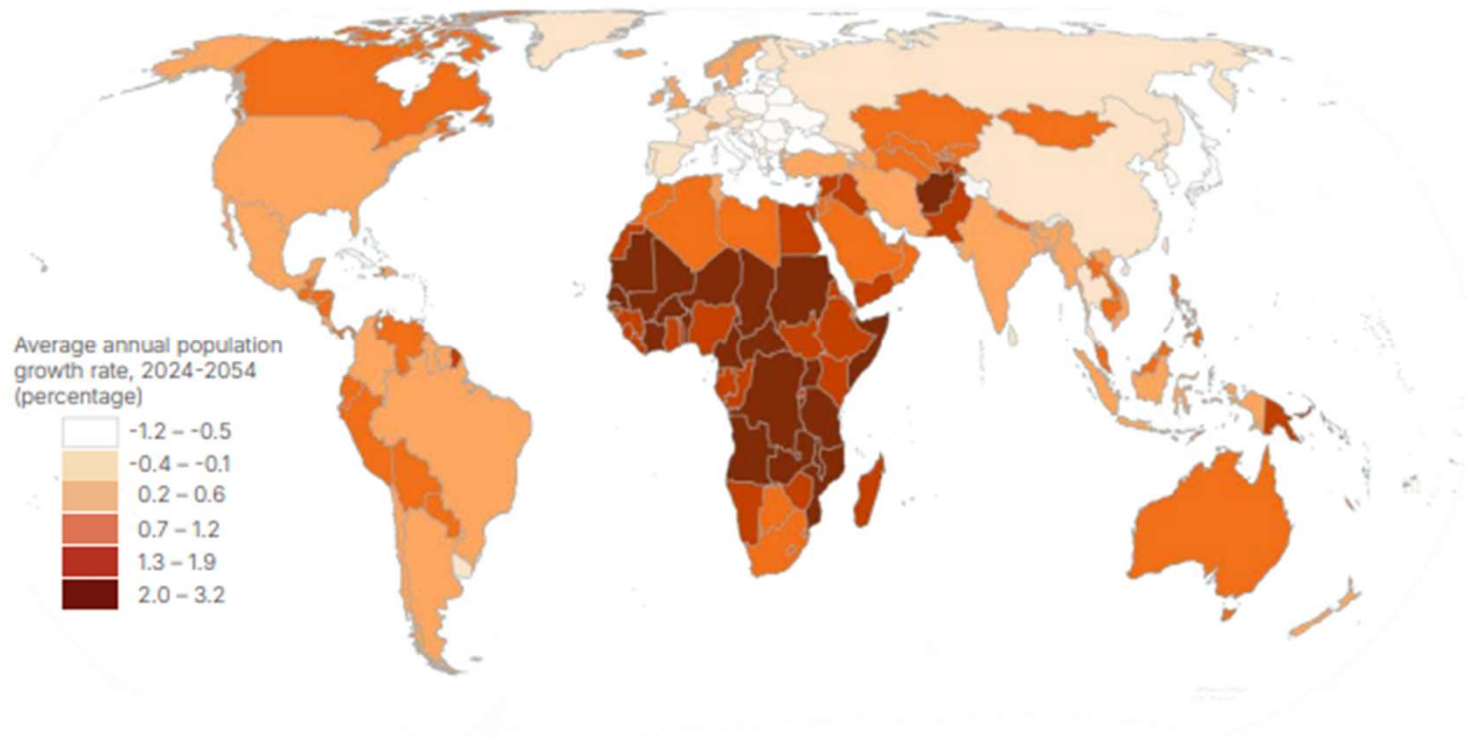 Average annual population
growth rate, 2024-2054
(percentage)
-1.2 – -0.5
-0.4 – -0.1
0.2 – 0.6
0.7 – 1.2
1.3 – 1.9
2.0 – 3.2